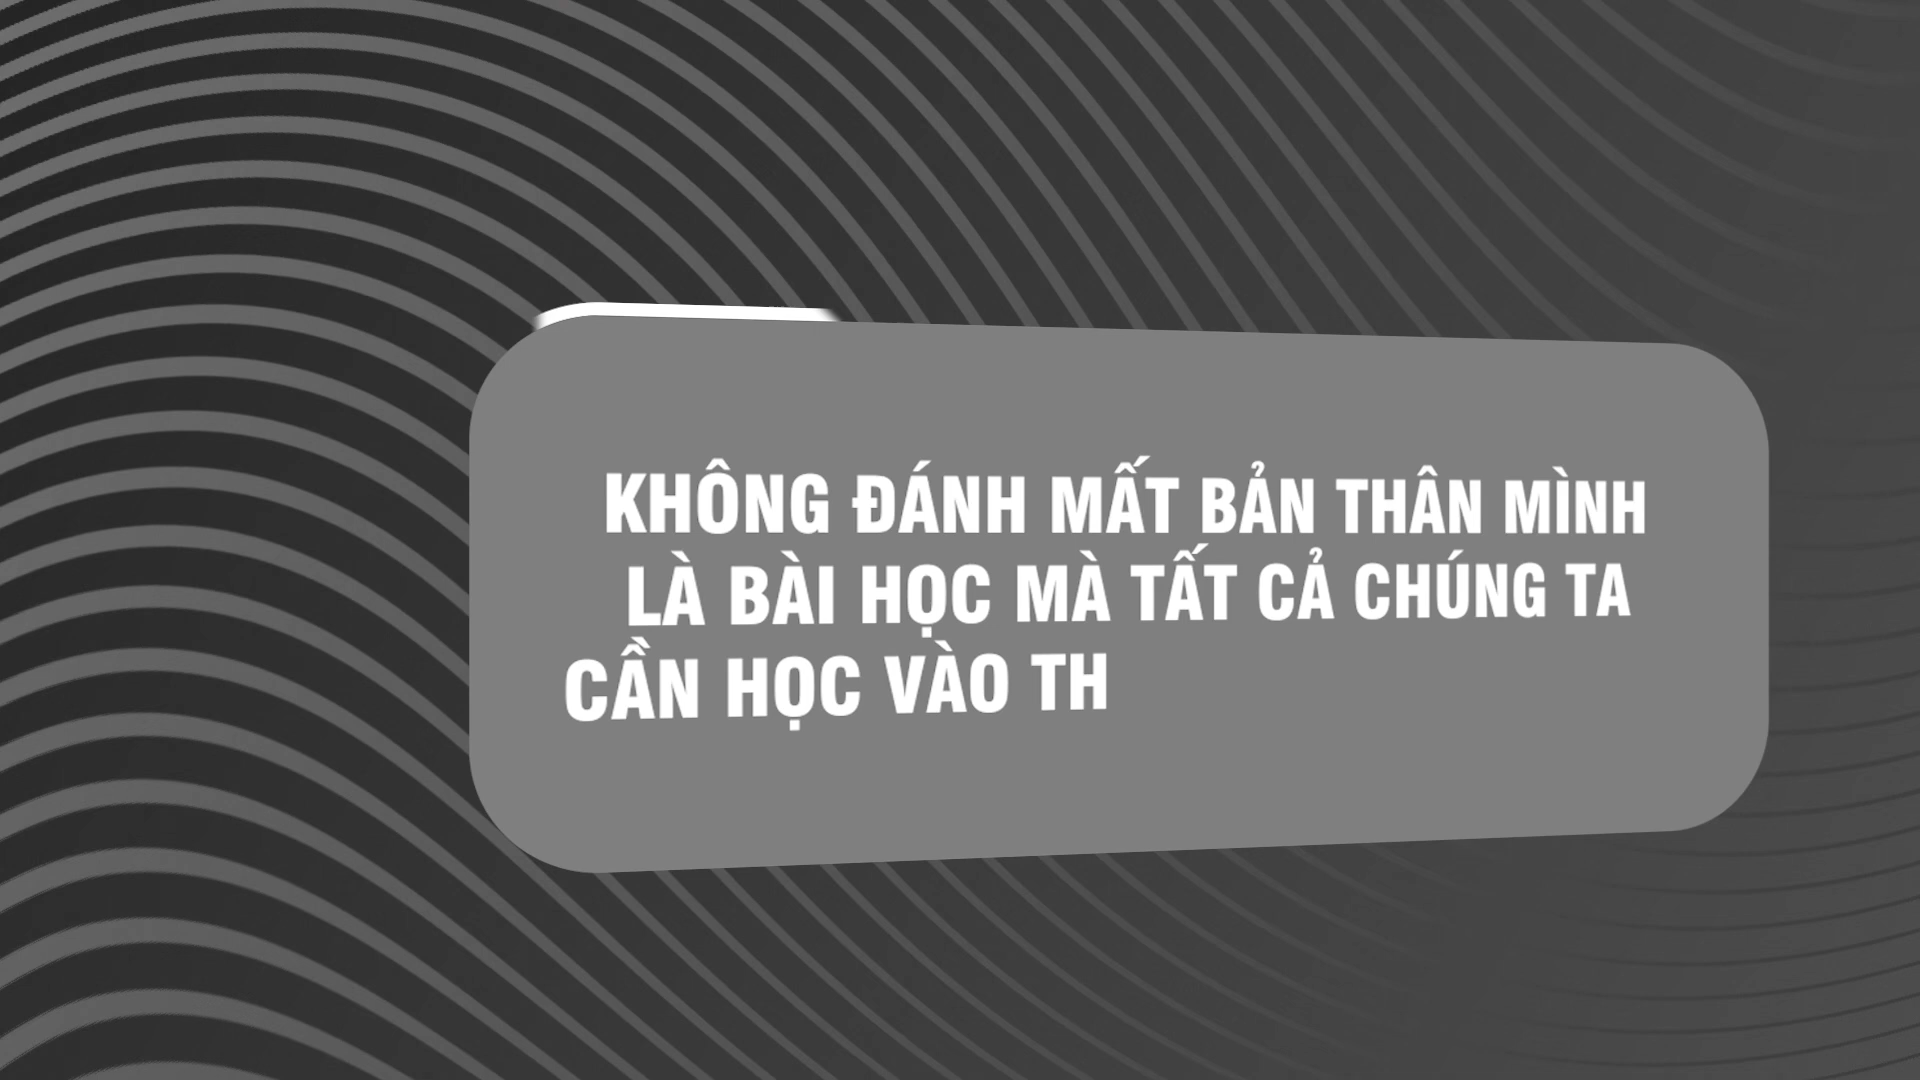 KHÔNG ĐÁNH MẤT BẢN THÂN MÌNH
LÀ BÀI HỌC MÀ TẤT CẢ CHÚNG TA
CẦN HỌC VÀO TH